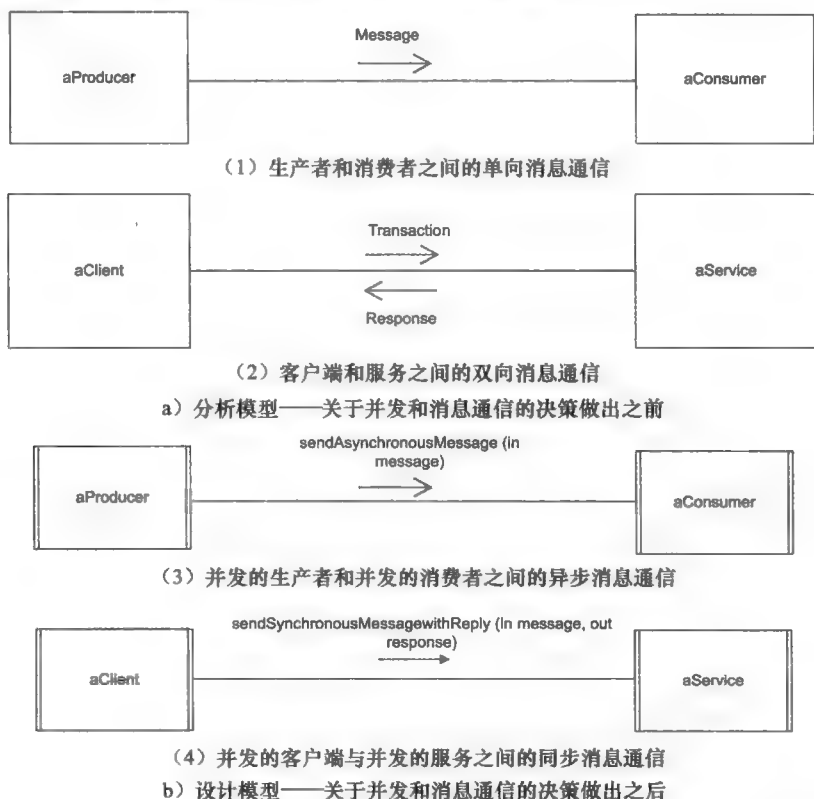 Message
aProducer
aConsumer
（1）生产者和消费者之间的单向消息通信
Transaction
aClient
aService
Response
（2）客户端和服务之间的双向消息通信
a）分析模型——关于并发和消息通信的决策做出之前
sendAsynchronousMessage (in
message)
aProducer
aConsumer
（3）并发的生产者和并发的消费者之间的异步消息通信
sendSynchronousMessagewithReply (in message, out
response)
aClient
aService
（4）并发的客户端与并发的服务之间的同步消息通信
b）设计模型——关于并发和消息通信的决策做出之后